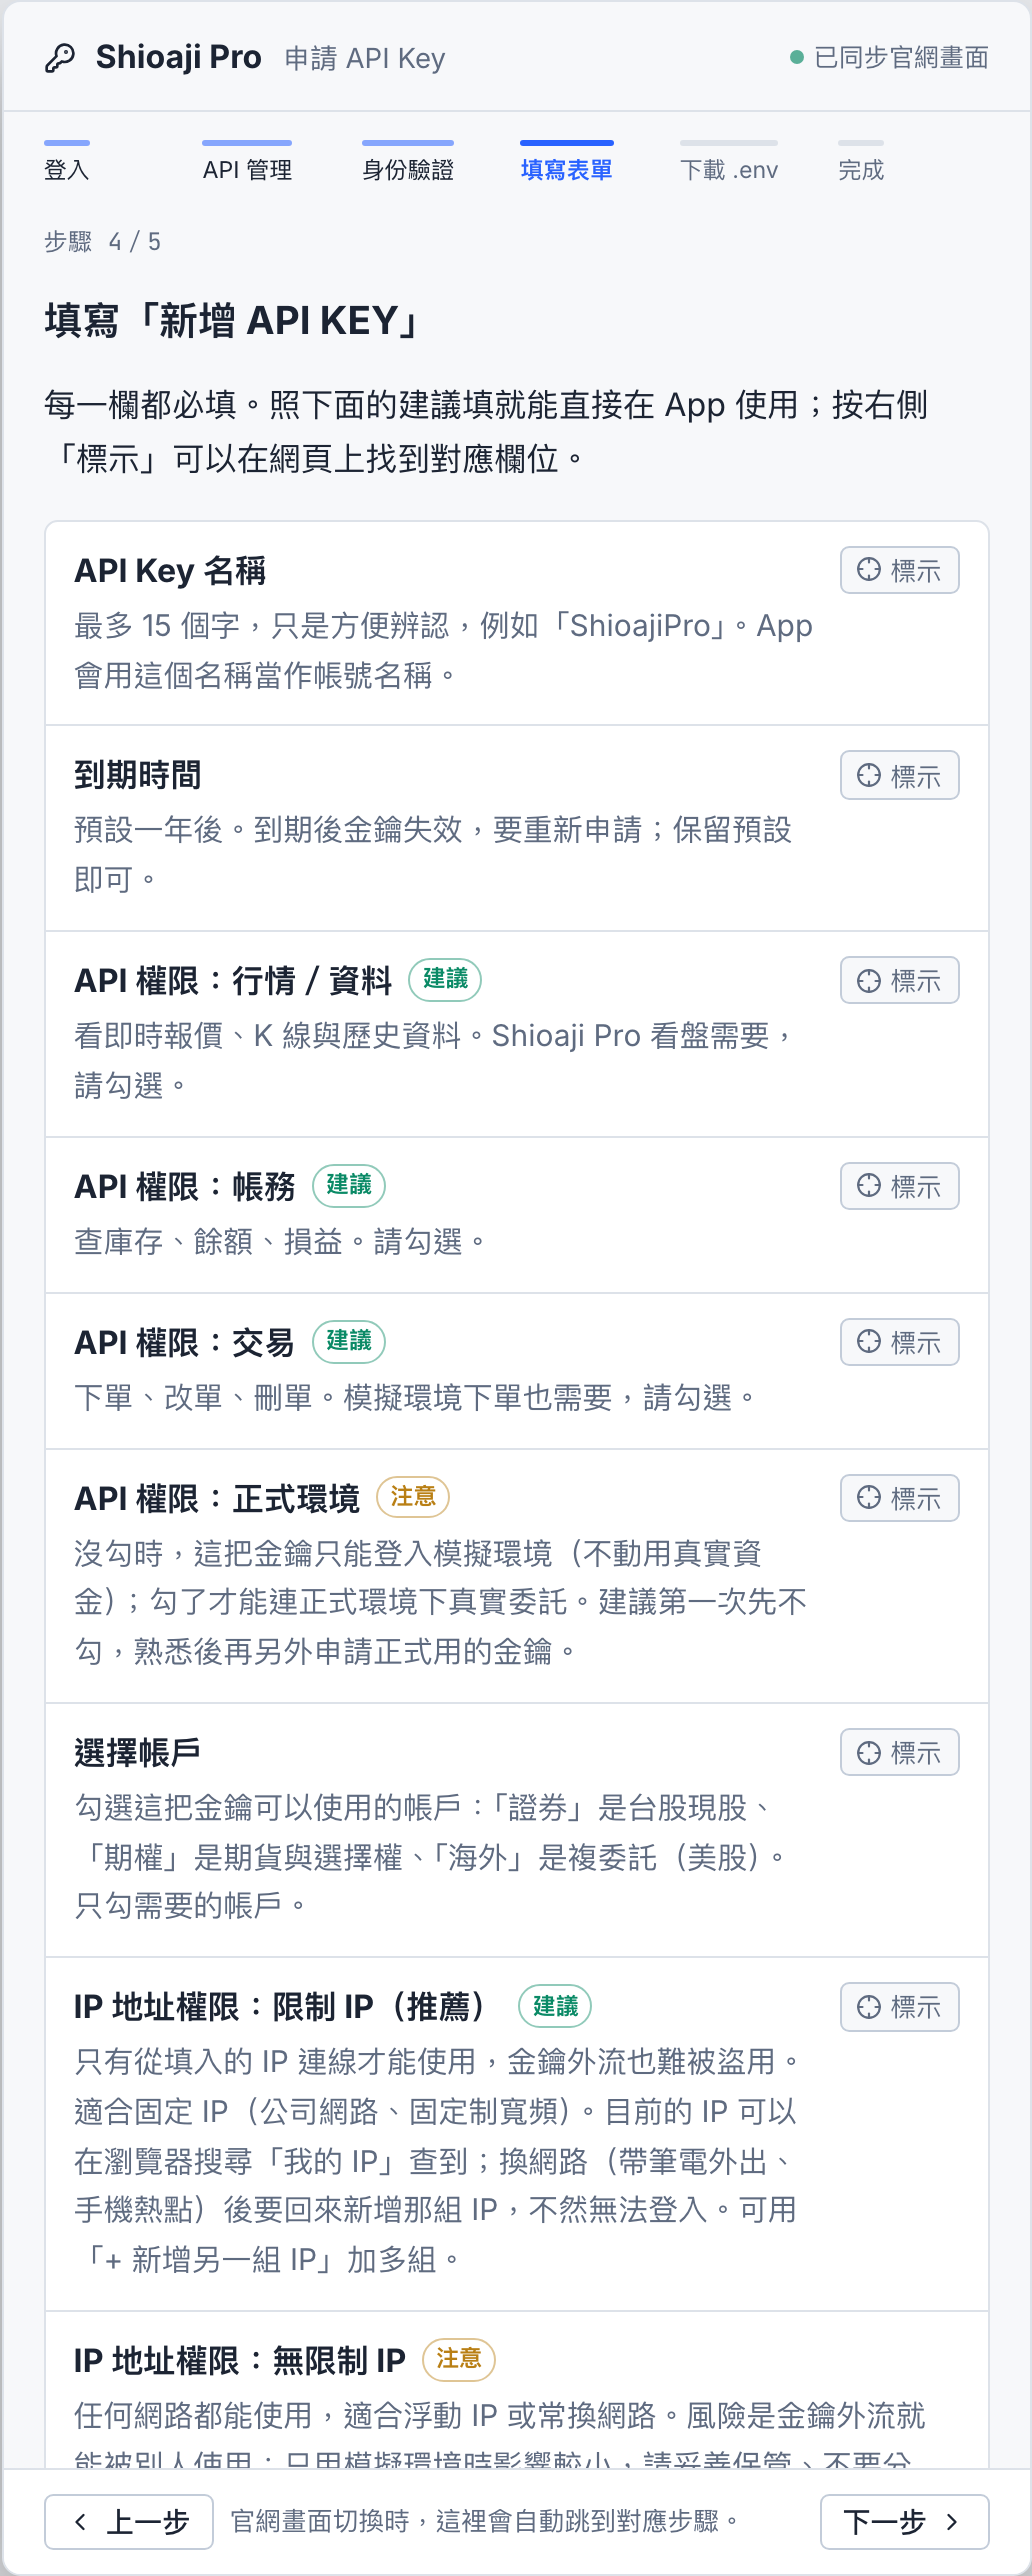 Shioaji Pro 申請 API Key 已同步官網畫面
登入 API 管理 身份驗證 填寫表單 下載 .env 完成
步驟 4 / 5
填寫「新增 API KEY」
每一欄都必填。照下面的建議填就能直接在 App 使用；按右側
「標示」可以在網頁上找到對應欄位。
API Key 名稱 標示
最多 15 個字，只是方便辨認，例如「ShioajiPro」。App
會用這個名稱當作帳號名稱。
到期時間 標示
預設一年後。到期後金鑰失效，要重新申請；保留預設
即可。
API 權限：行情 / 資料 建議 標示
看即時報價、K 線與歷史資料。Shioaji Pro 看盤需要，
請勾選。
API 權限：帳務 建議 標示
查庫存、餘額、損益。請勾選。
API 權限：交易 建議 標示
下單、改單、刪單。模擬環境下單也需要，請勾選。
API 權限：正式環境 注意 標示
沒勾時，這把金鑰只能登入模擬環境（不動用真實資
金）；勾了才能連正式環境下真實委託。建議第一次先不
勾，熟悉後再另外申請正式用的金鑰。
選擇帳戶 標示
勾選這把金鑰可以使用的帳戶：「證券」是台股現股、
「期權」是期貨與選擇權、「海外」是複委託（美股）。
只勾需要的帳戶。
IP 地址權限：限制 IP（推薦） 建議 標示
只有從填入的 IP 連線才能使用，金鑰外流也難被盜用。
適合固定 IP（公司網路、固定制寬頻）。目前的 IP 可以
在瀏覽器搜尋「我的 IP」查到；換網路（帶筆電外出、
手機熱點）後要回來新增那組 IP，不然無法登入。可用
「+ 新增另一組 IP」加多組。
IP 地址權限：無限制 IP 注意
任何網路都能使用，適合浮動 IP 或常換網路。風險是金鑰外流就
能被別人使用；只用模擬環境時影響較小，請妥善保管、不要分
上一步 官網畫面切換時，這裡會自動跳到對應步驟。 下一步